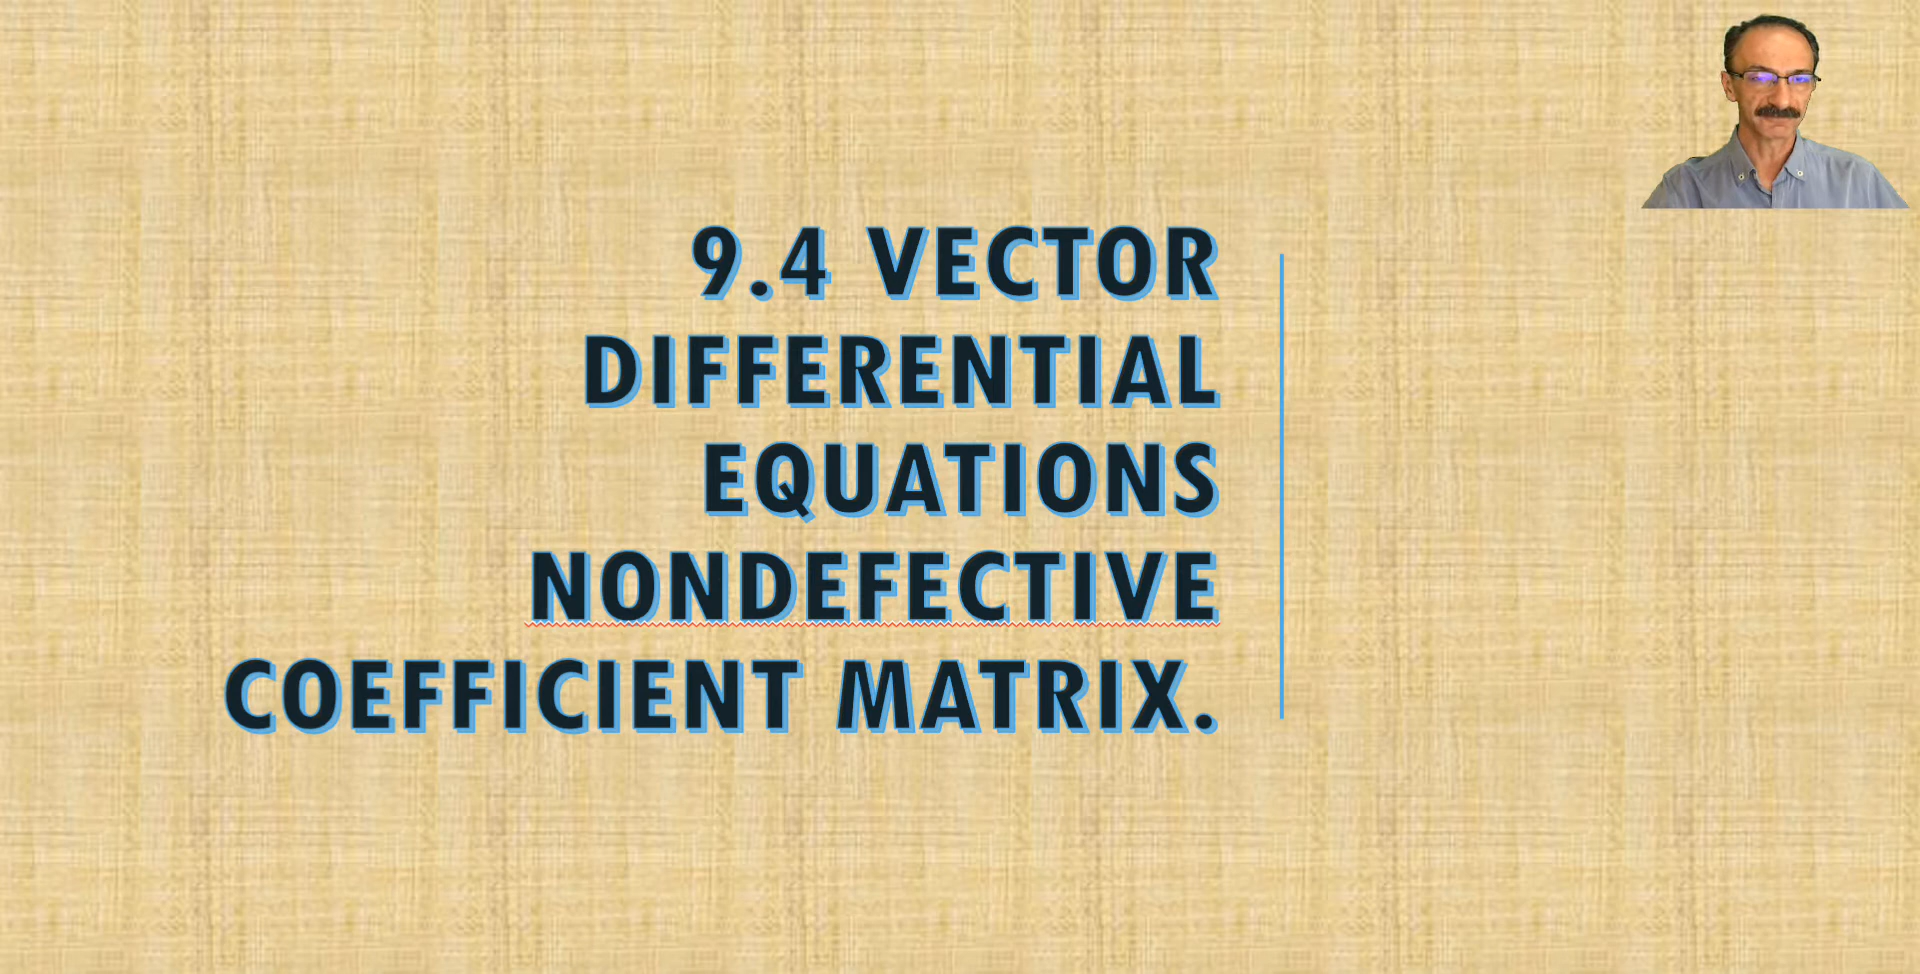 9.4 VECTOR
DIFFERENTIAL
EQUATIONS
NONDEFECTIVE
COEFFICIENT MATRIX.